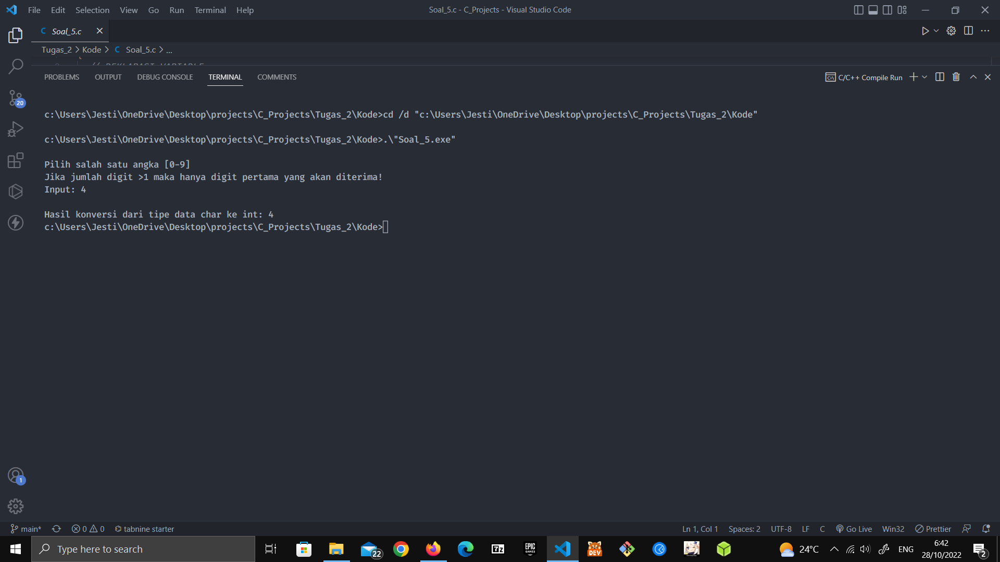 File Edit Selection View Go Run Terminal Help
Soal_5.c - C_Projects - Visual Studio Code
C Soal_5.c
Tugas_2 > Kode > C Soal_5.c > ...
// DEKLARASI VARIABLE
PROBLEMS OUTPUT DEBUG CONSOLE TERMINAL COMMENTS
C/C++ Compile Run
20
c:\Users\Jesti\OneDrive\Desktop\projects\C_Projects\Tugas_2\Kode>cd /d "c:\Users\Jesti\OneDrive\Desktop\projects\C_Projects\Tugas_2\Kode"
c:\Users\Jesti\OneDrive\Desktop\projects\C_Projects\Tugas_2\Kode>.\"Soal_5.exe"
Pilih salah satu angka [0-9]
Jika jumlah digit >1 maka hanya digit pertama yang akan diterima!
Input: 4
Hasil konversi dari tipe data char ke int: 4
c:\Users\Jesti\OneDrive\Desktop\projects\C_Projects\Tugas_2\Kode>
1
main* 0 0 tabnine starter
Ln 1, Col 1 Spaces: 2 UTF-8 LF C Go Live Win32 Prettier
Type here to search
22
7z
EPIC GAMES
DEV
24°C
ENG
6:42
28/10/2022
2